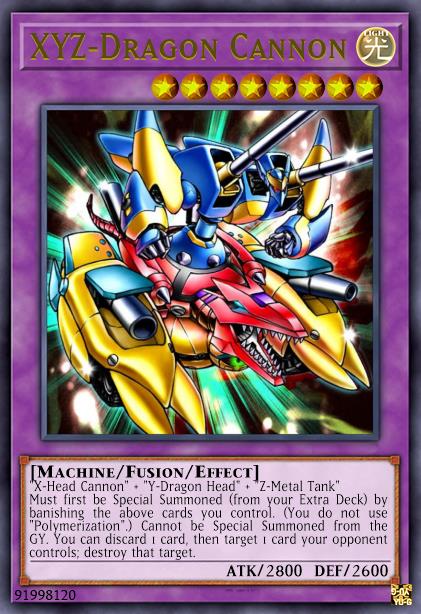 XYZ-Dragon Cannon
LIGHT
光
[Machine/Fusion/Effect]
"X-Head Cannon" + "Y-Dragon Head" + "Z-Metal Tank"
Must first be Special Summoned (from your Extra Deck) by
banishing the above cards you control. (You do not use
"Polymerization".) Cannot be Special Summoned from the
GY. You can discard 1 card, then target 1 card your opponent
controls; destroy that target.
ATK/2800 DEF/2600
91998120